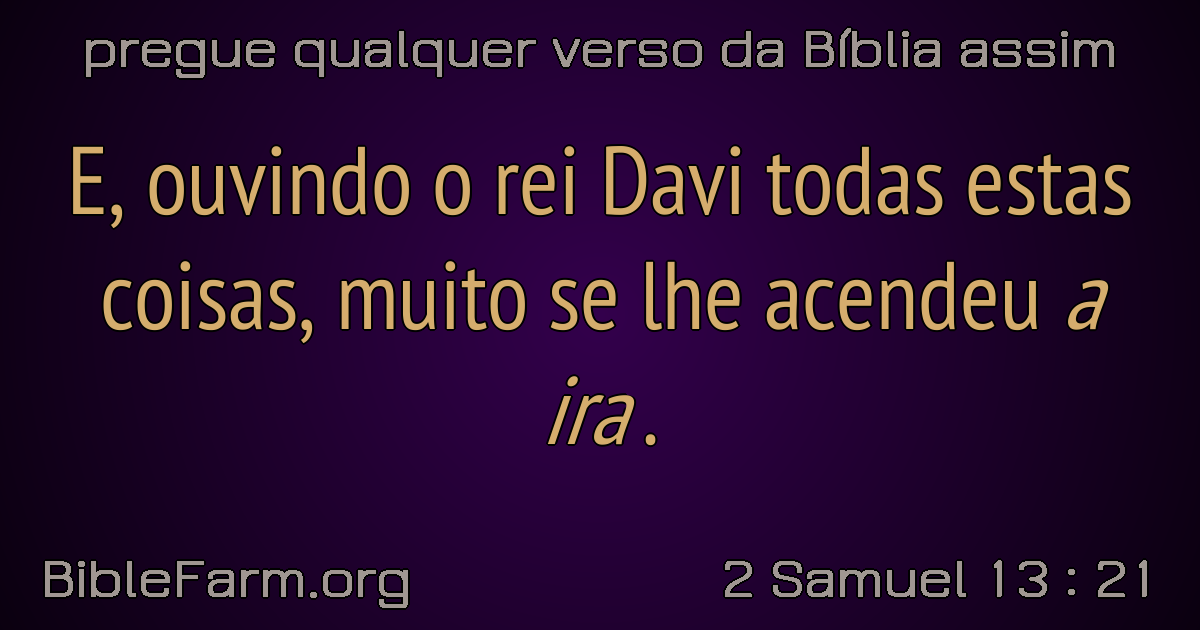 pregue qualquer verso da Bíblia assim
E, ouvindo o rei Davi todas estas
coisas, muito se lhe acendeu a
ira .
BibleFarm.org
2 Samuel 13 : 21